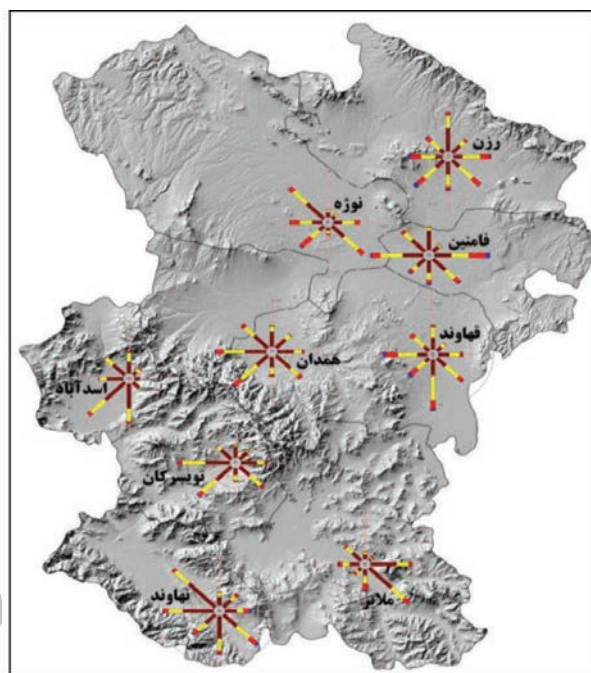 رزن
نوژه
فامنین
قهاوند
همدان
اسدآباد
تویسرکان
نهاوند
ملایر